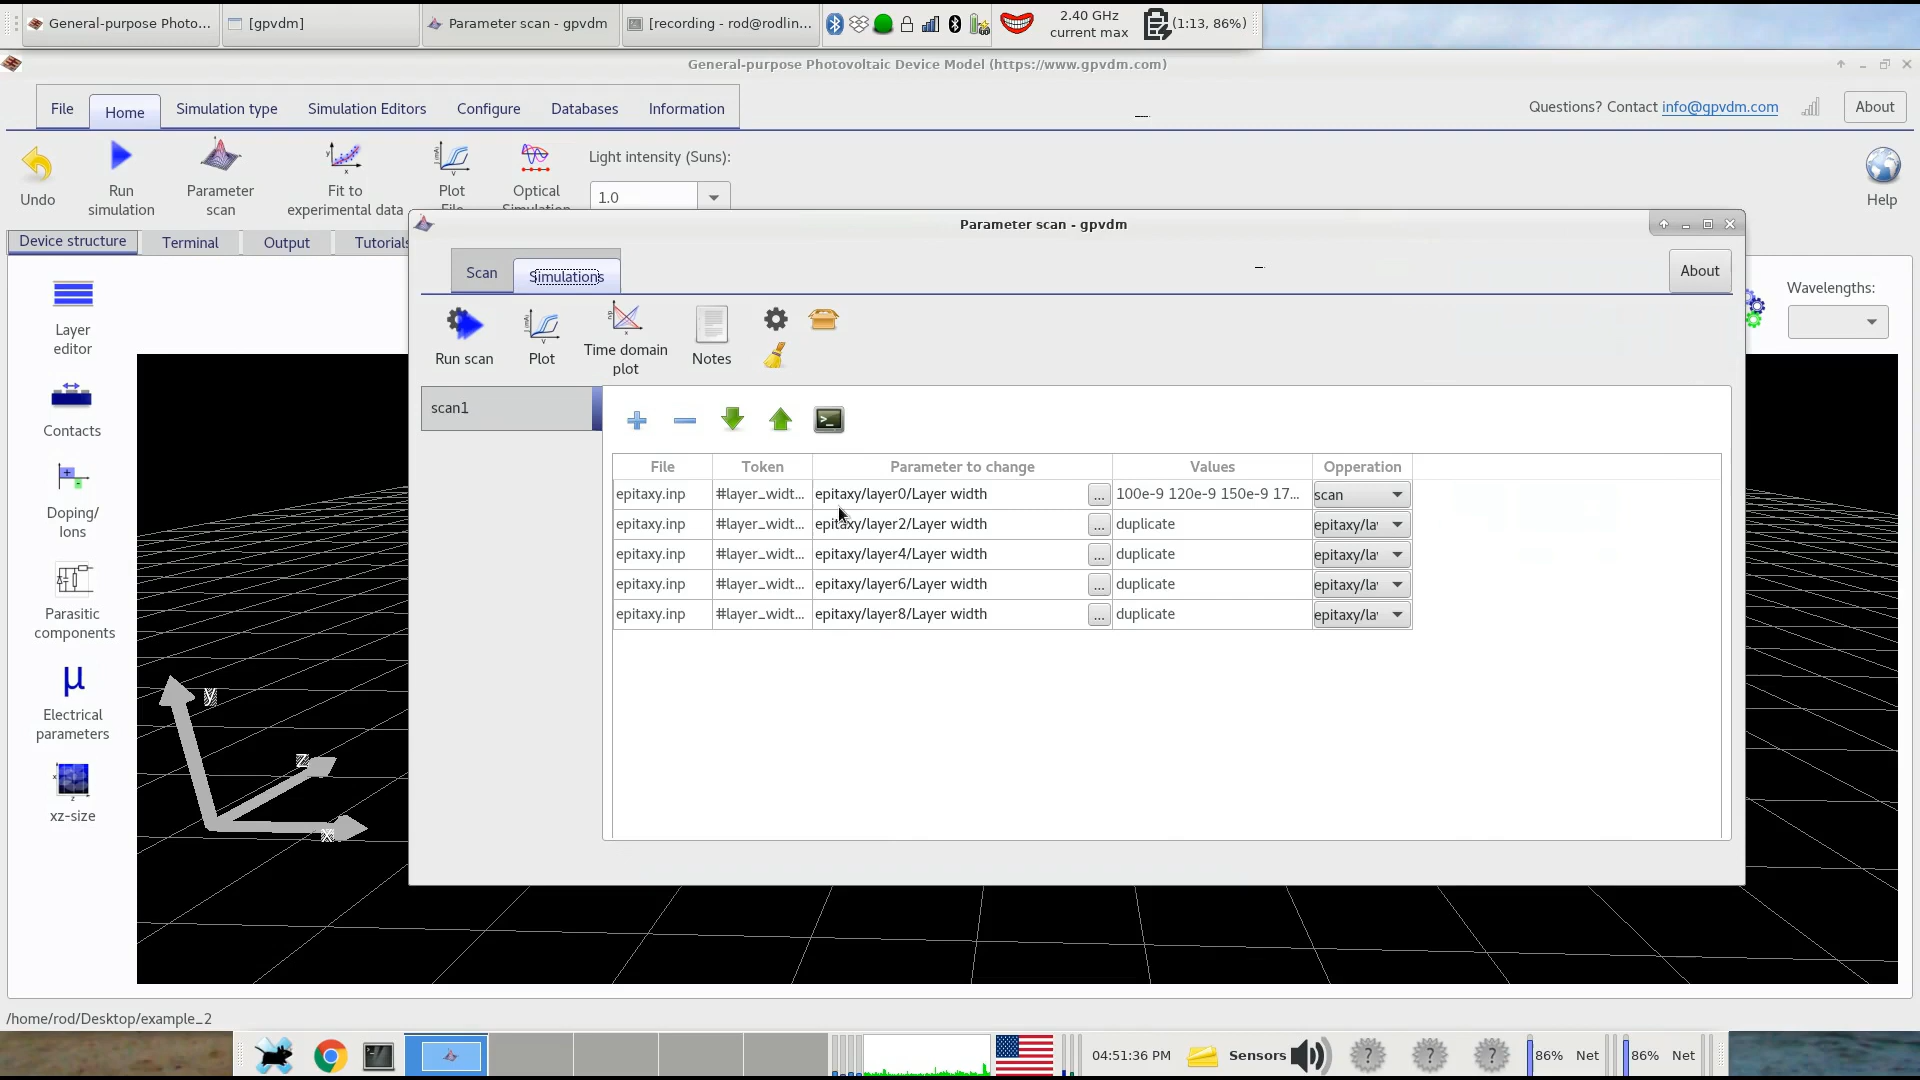 General-purpose Photo...
[gpvdm]
Parameter scan - gpvdm
[recording - rod@rodlin...
2.40 GHz
current max
(1:13, 86%)
General-purpose Photovoltaic Device Model (https://www.gpvdm.com)
File
Home
Simulation type
Simulation Editors
Configure
Databases
Information
Questions? Contact info@gpvdm.com
About
Undo
Run
simulation
Parameter
scan
Fit to
experimental data
Plot
File
Optical
Simulation
Light intensity (Suns):
1.0
Help
Device structure
Terminal
Output
Tutorials
Parameter scan - gpvdm
Scan
Simulations
About
Wavelengths:
Run scan
Plot
Time domain
plot
Notes
Layer
editor
Contacts
Doping/
Ions
Parasitic
components
μ
Electrical
parameters
xz-size
scan1
File Token Parameter to change Values Opperation
epitaxy.inp #layer_widt... epitaxy/layer0/Layer width ... 100e-9 120e-9 150e-9 17... scan
epitaxy.inp #layer_widt... epitaxy/layer2/Layer width ... duplicate epitaxy/la
epitaxy.inp #layer_widt... epitaxy/layer4/Layer width ... duplicate epitaxy/la
epitaxy.inp #layer_widt... epitaxy/layer6/Layer width ... duplicate epitaxy/la
epitaxy.inp #layer_widt... epitaxy/layer8/Layer width ... duplicate epitaxy/la
y
z
x
/home/rod/Desktop/example_2
04:51:36 PM
Sensors
86% Net
86% Net